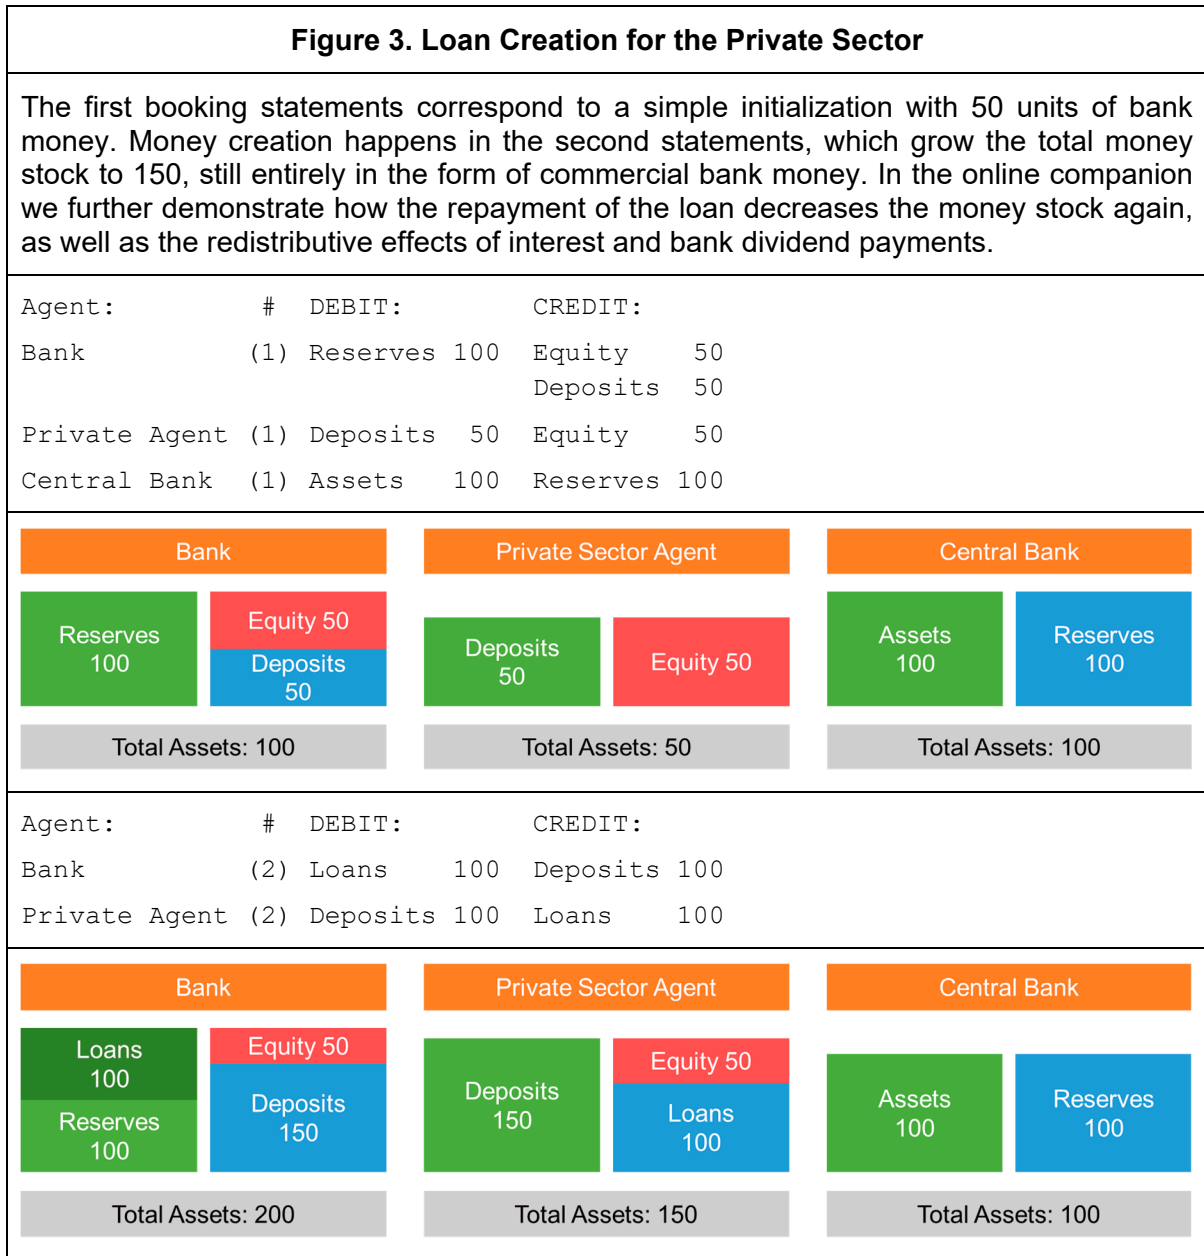 Figure 3. Loan Creation for the Private Sector
The first booking statements correspond to a simple initialization with 50 units of bank
money. Money creation happens in the second statements, which grow the total money
stock to 150, still entirely in the form of commercial bank money. In the online companion
we further demonstrate how the repayment of the loan decreases the money stock again,
as well as the redistributive effects of interest and bank dividend payments.
Agent: # DEBIT: CREDIT:
Bank (1) Reserves 100 Equity 50
Deposits 50
Private Agent (1) Deposits 50 Equity 50
Central Bank (1) Assets 100 Reserves 100
Bank
Reserves
100
Equity 50
Deposits
50
Total Assets: 100
Private Sector Agent
Deposits
50
Equity 50
Total Assets: 50
Central Bank
Assets
100
Reserves
100
Total Assets: 100
Agent: # DEBIT: CREDIT:
Bank (2) Loans 100 Deposits 100
Private Agent (2) Deposits 100 Loans 100
Bank
Loans
100
Reserves
100
Equity 50
Deposits
150
Total Assets: 200
Private Sector Agent
Deposits
150
Equity 50
Loans
100
Total Assets: 150
Central Bank
Assets
100
Reserves
100
Total Assets: 100